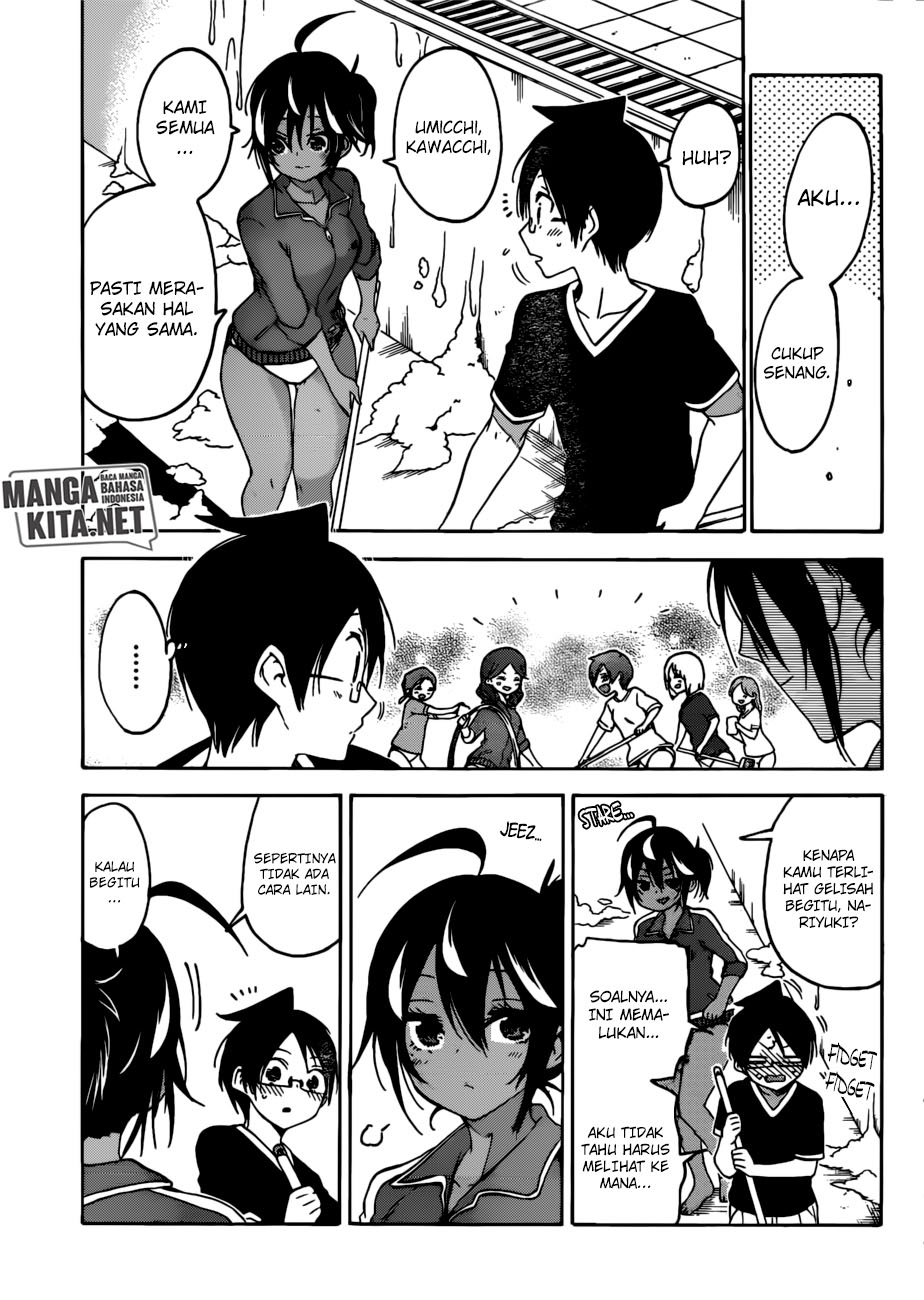 AKU...
CUKUP
SENANG.
HUH?
UMICCHI,
KAWACCHI,
KAMI
SEMUA
...
PASTI MERA-
SAKAN HAL
YANG SAMA.
MANGA
KITA.NET
BACA MANGA
BAHASA
INDONESIA
......
KENAPA
KAMU TERLI-
HAT GELISAH
BEGITU, NA-
RIYUKI?
STARE...
SOALNYA...
INI MEMA-
LUKAN...
AKU TIDAK
TAHU HARUS
MELIHAT KE
MANA...
FIDGET
FIDGET
JEEZ...
SEPERTINYA
TIDAK ADA
CARA LAIN.
KALAU
BEGITU
...